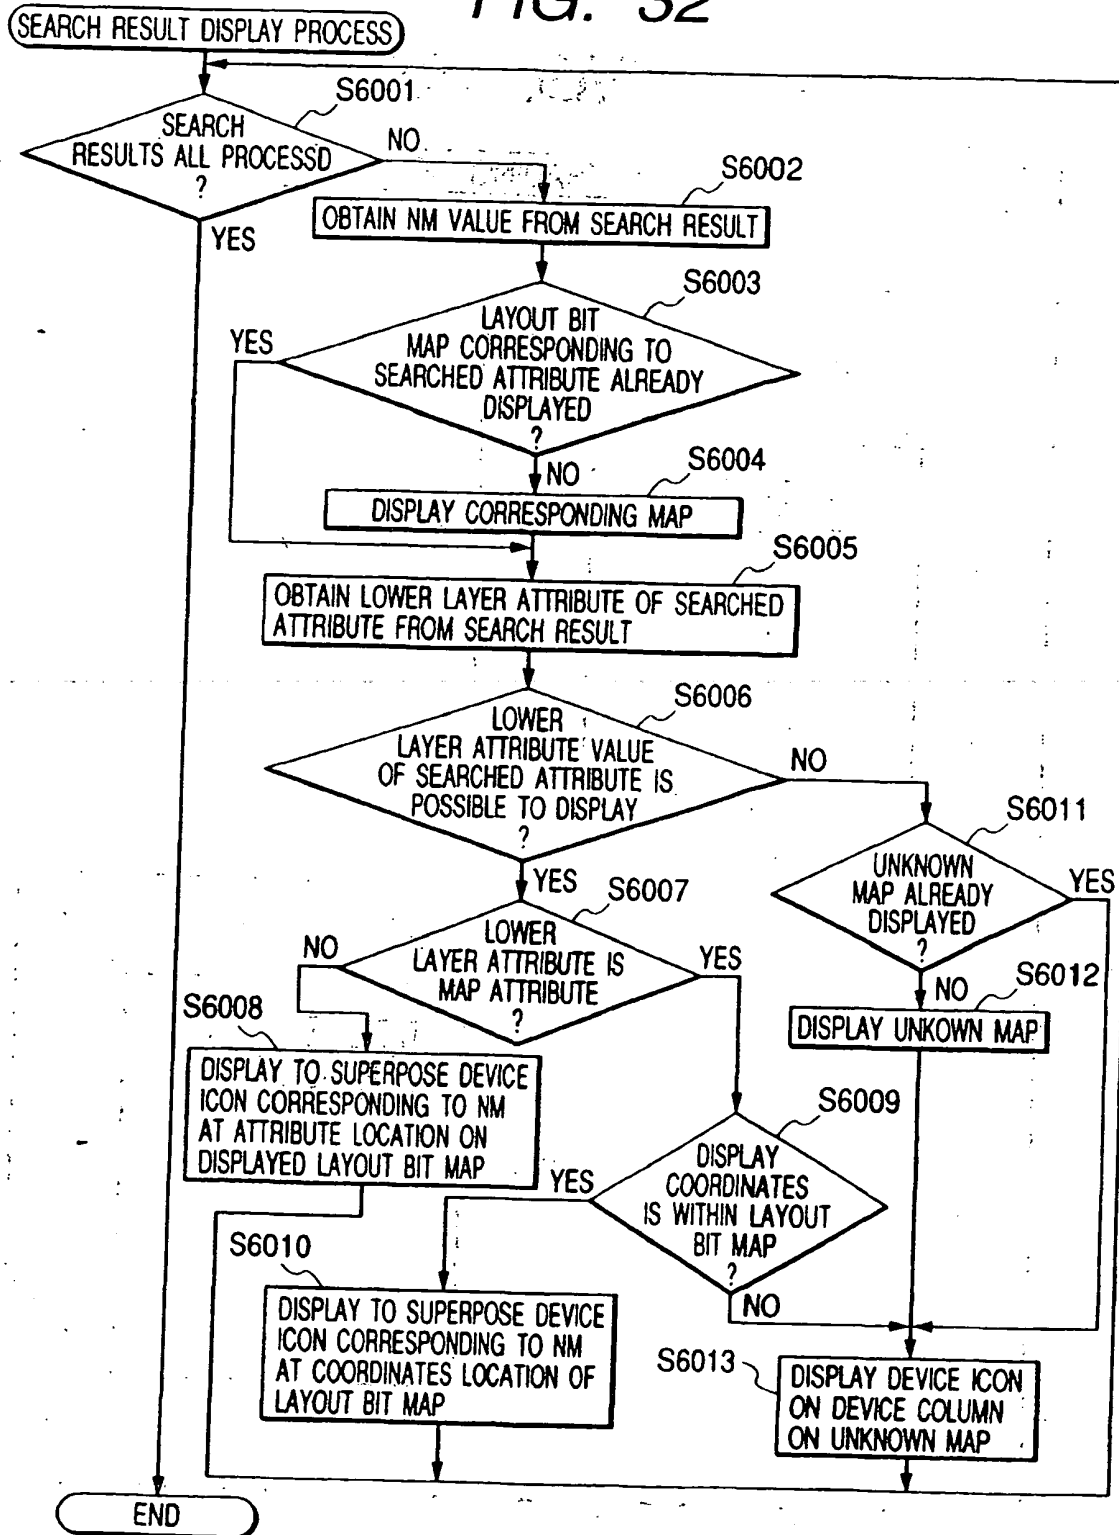 FIG. 32
SEARCH RESULT DISPLAY PROCESS
S6001
SEARCH
RESULTS ALL PROCESSD
?
NO
YES
S6002
OBTAIN NM VALUE FROM SEARCH RESULT
S6003
LAYOUT BIT
MAP CORRESPONDING TO
SEARCHED ATTRIBUTE ALREADY
DISPLAYED
?
YES
NO
S6004
DISPLAY CORRESPONDING MAP
S6005
OBTAIN LOWER LAYER ATTRIBUTE OF SEARCHED
ATTRIBUTE FROM SEARCH RESULT
S6006
LOWER
LAYER ATTRIBUTE VALUE
OF SEARCHED ATTRIBUTE IS
POSSIBLE TO DISPLAY
?
NO
YES
S6011
UNKNOWN
MAP ALREADY
DISPLAYED
?
YES
NO
S6007
LOWER
LAYER ATTRIBUTE IS
MAP ATTRIBUTE
?
NO
YES
S6012
DISPLAY UNKOWN MAP
S6008
DISPLAY TO SUPERPOSE DEVICE
ICON CORRESPONDING TO NM
AT ATTRIBUTE LOCATION ON
DISPLAYED LAYOUT BIT MAP
S6009
DISPLAY
COORDINATES
IS WITHIN LAYOUT
BIT MAP
?
YES
NO
S6010
DISPLAY TO SUPERPOSE DEVICE
ICON CORRESPONDING TO NM
AT COORDINATES LOCATION OF
LAYOUT BIT MAP
S6013
DISPLAY DEVICE ICON
ON DEVICE COLUMN
ON UNKNOWN MAP
END